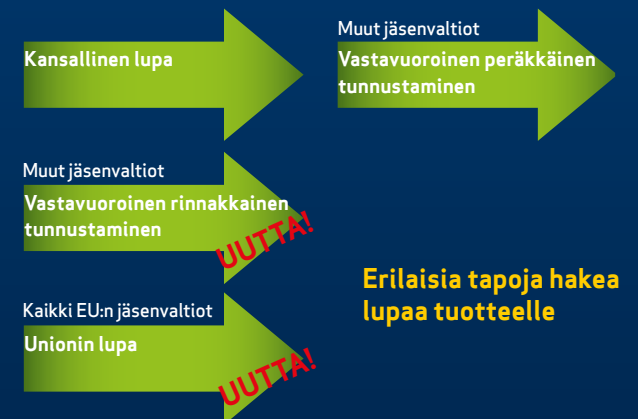 Kansallinen lupa
Muut jäsenvaltiot
Vastavuoroinen peräkkäinen
tunnustaminen
Muut jäsenvaltiot
Vastavuoroinen rinnakkainen
tunnustaminen
UUTTA!
Erilaisia tapoja hakea
lupaa tuotteelle
Kaikki EU:n jäsenvaltiot
Unionin lupa
UUTTA!